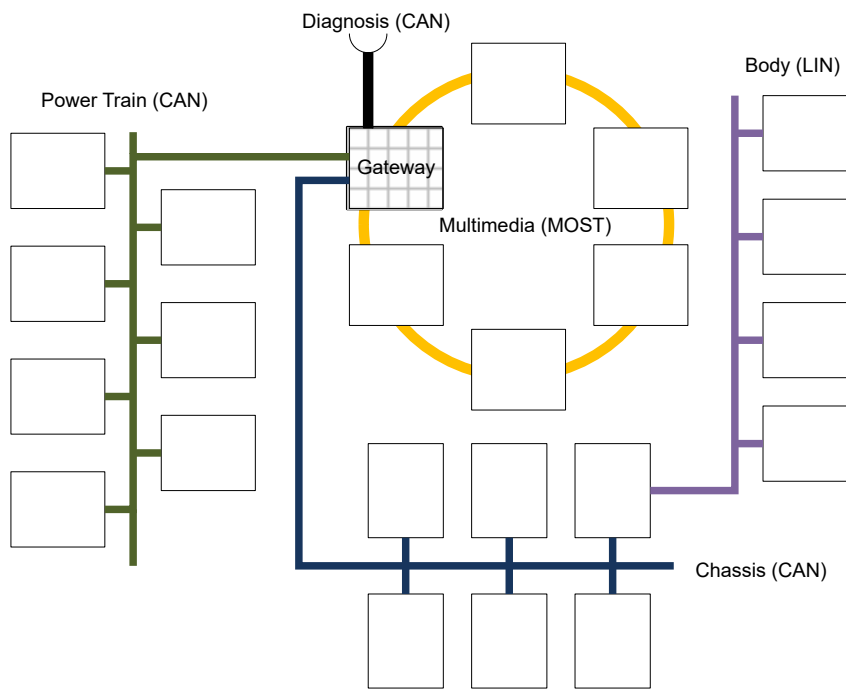 Diagnosis (CAN)
Body (LIN)
Power Train (CAN)
Gateway
Multimedia (MOST)
Chassis (CAN)